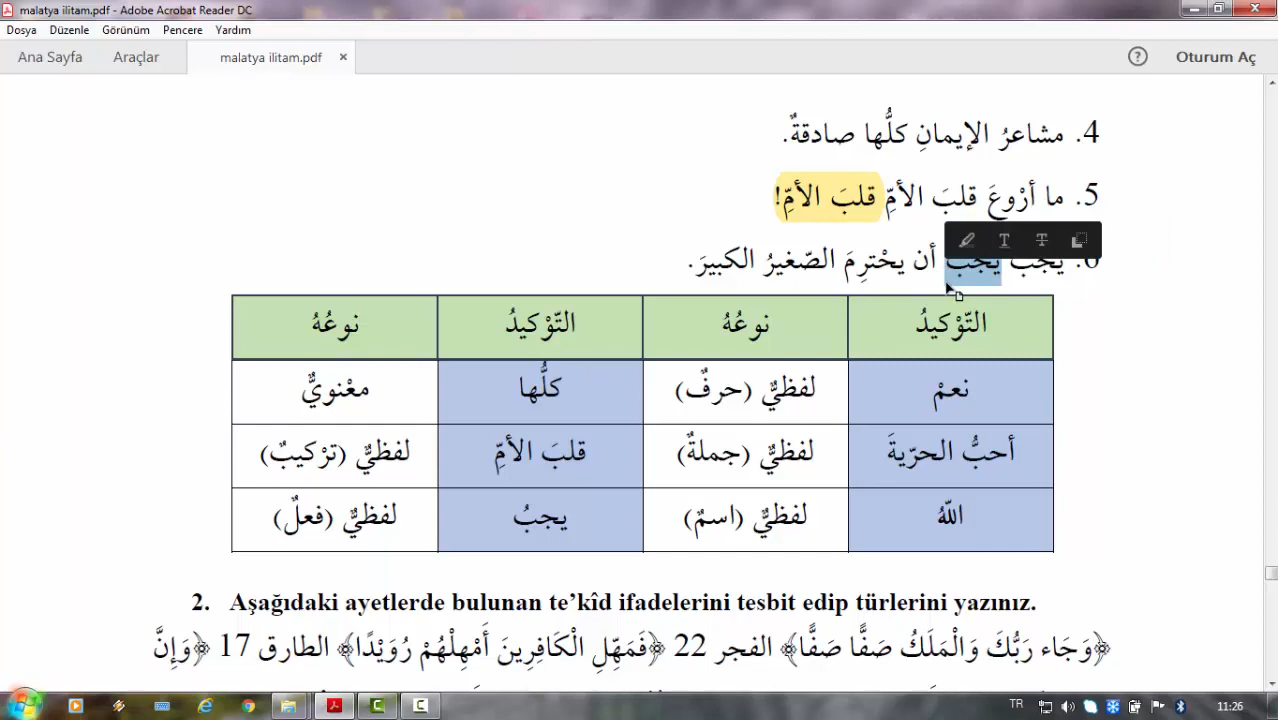 malatya ilitam.pdf - Adobe Acrobat Reader DC
Dosya Düzenle Görünüm Pencere Yardım
Ana Sayfa Araçlar malatya ilitam.pdf × ? Oturum Aç
4. مشاعرُ الإيمانِ كلُّها صادقةٌ.
5. ما أرْوعَ قلبَ الأمِّ قلبَ الأمِّ!
6. يجبُ يجبُ أن يحْترِمَ الصّغيرُ الكبيرَ.
التّوْكيدُ نوعُهُ التّوْكيدُ نوعُهُ
نعمْ لفظيٌّ (حرفٌ) كلُّها معْنويٌّ
أحبُّ الحرّيةَ لفظيٌّ (جملةٌ) قلبَ الأمِّ لفظيٌّ (ترْكيبٌ)
اللّهُ لفظيٌّ (اسمٌ) يجبُ لفظيٌّ (فعلٌ)
2. Aşağıdaki ayetlerde bulunan te’kîd ifadelerini tesbit edip türlerini yazınız.
﴿وَجَاء رَبُّكَ وَالْمَلَكُ صَفًّا صَفًّا﴾ الفجر 22 ﴿فَمَهِّلِ الْكَافِرِينَ أَمْهِلْهُمْ رُوَيْدًا﴾ الطارق 17 ﴿وَإِنَّ
TR 11:26